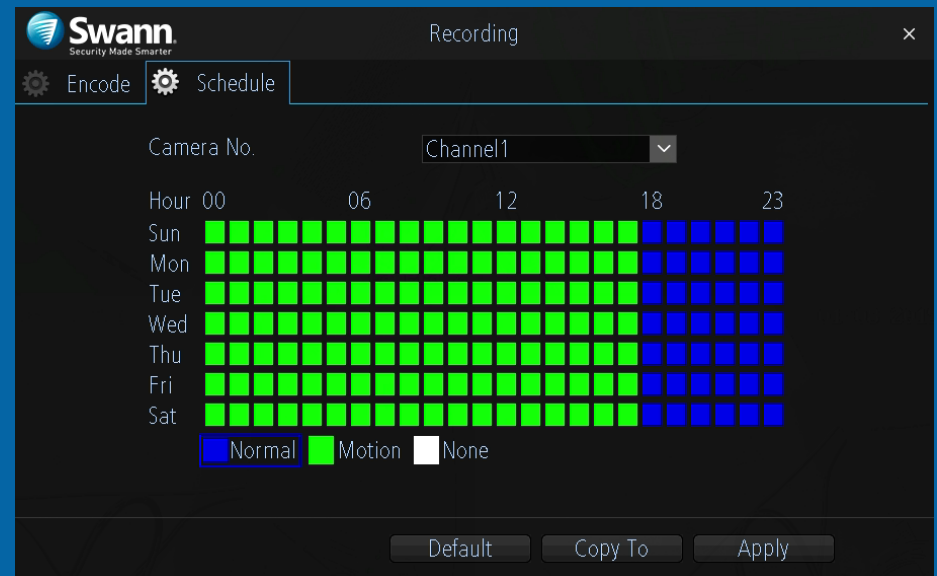 Swann
Security Made Smarter
Recording
Encode Schedule
Camera No. Channel1
Hour 00 06 12 18 23
Sun
Mon
Tue
Wed
Thu
Fri
Sat
Normal Motion None
Default Copy To Apply